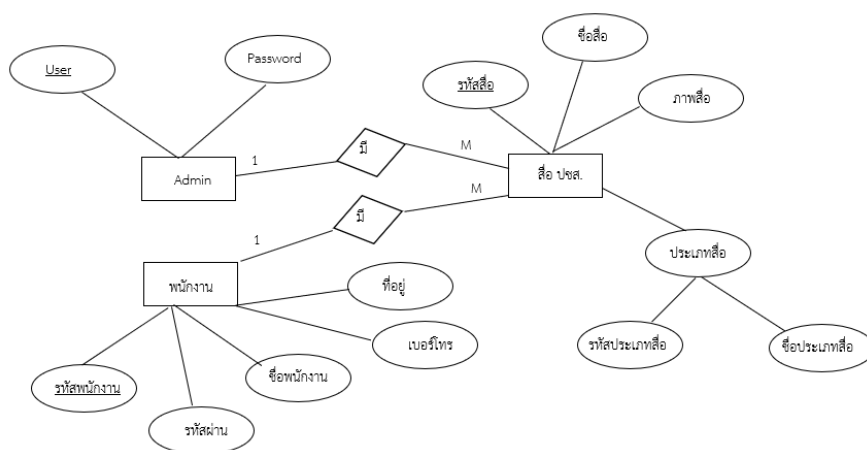 ชื่อสื่อ
User
Password
รหัสสื่อ
ภาพสื่อ
มี
1
M
Admin
สื่อ ปชส.
M
มี
1
ประเภทสื่อ
พนักงาน
ที่อยู่
เบอร์โทร
รหัสประเภทสื่อ
ชื่อประเภทสื่อ
ชื่อพนักงาน
รหัสพนักงาน
รหัสผ่าน